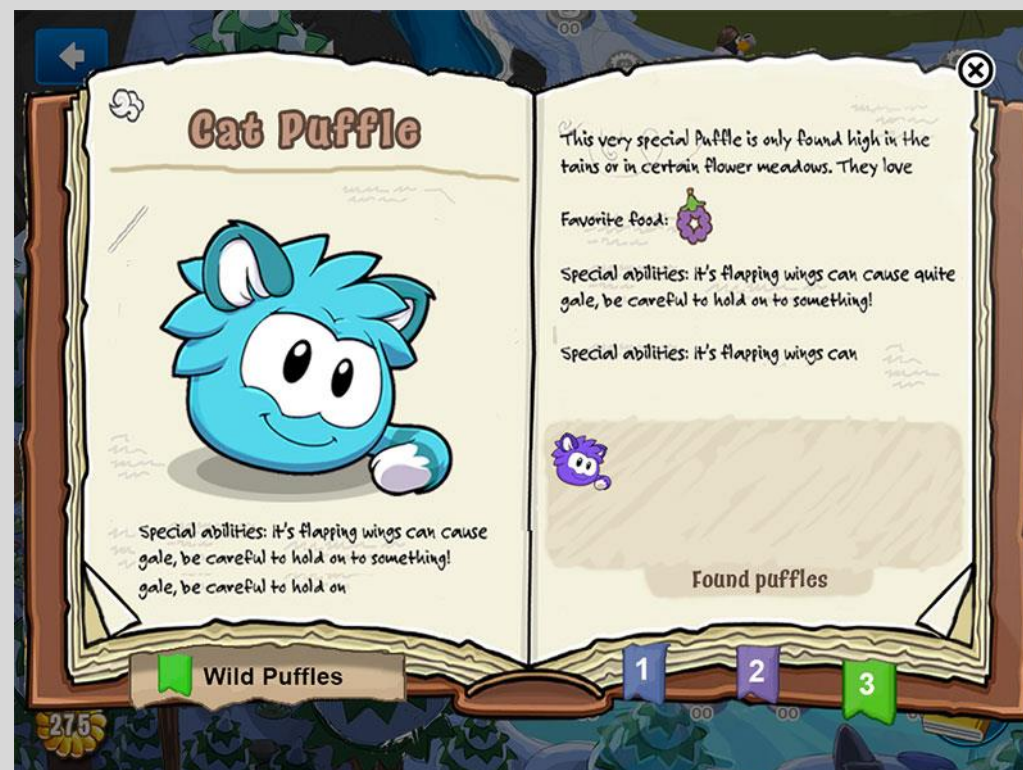 Cat Puffle
Special abilities: it's flapping wings can cause
gale, be careful to hold on to something!
gale, be careful to hold on
This very special Puffle is only found high in the
tains or in certain flower meadows. They love
Favorite food:
Special abilities: it's flapping wings can cause quite
gale, be careful to hold on to something!
Special abilities: it's flapping wings can
Found puffles
Wild Puffles
1
2
3
275
00
00
00